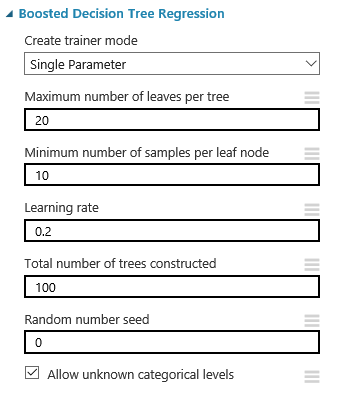 Boosted Decision Tree Regression
Create trainer mode
Single Parameter
Maximum number of leaves per tree
20
Minimum number of samples per leaf node
10
Learning rate
0.2
Total number of trees constructed
100
Random number seed
0
Allow unknown categorical levels